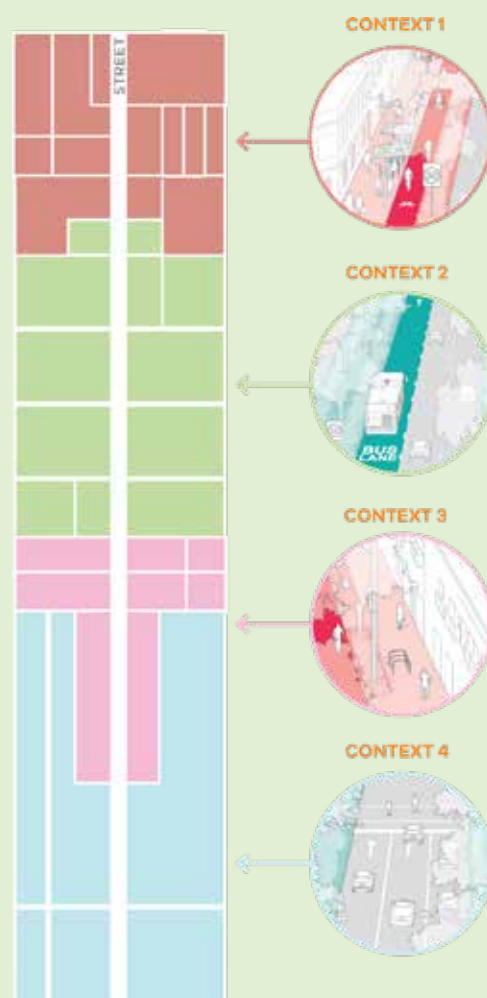 CONTEXT 1
STREET
CONTEXT 2
BUS
LANE
CONTEXT 3
CONTEXT 4